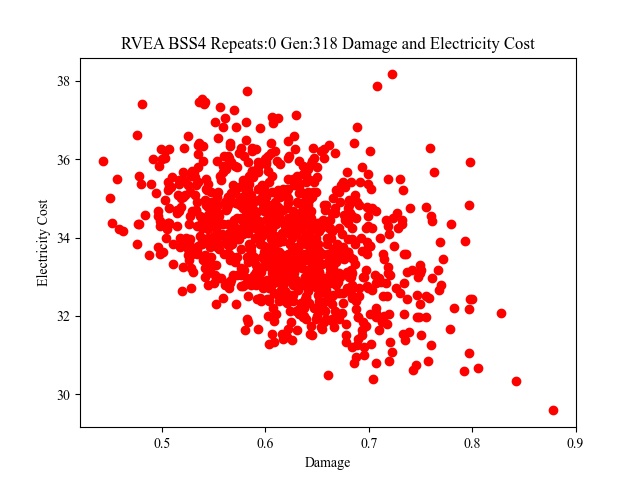 RVEA BSS4 Repeats:0 Gen:318 Damage and Electricity Cost
38
36
34
32
30
Electricity Cost
0.5 0.6 0.7 0.8 0.9
Damage